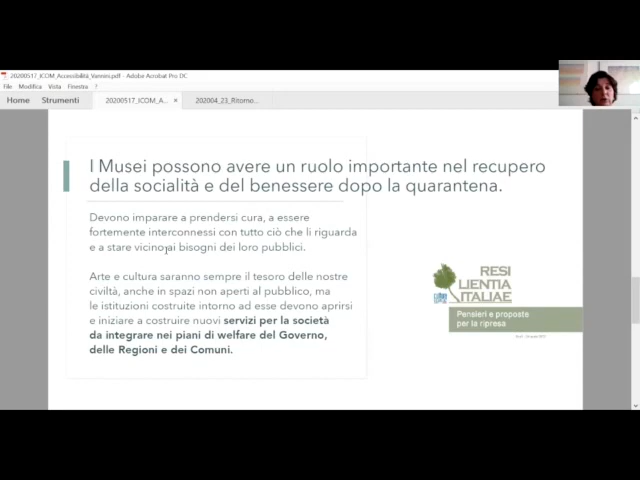 20200517_ICOM_Accessibilità_Vannini.pdf - Adobe Acrobat Pro DC
File Modifica Vista Finestra ?
Home Strumenti 20200517_ICOM_A... × 202004_23_Ritorno...
I Musei possono avere un ruolo importante nel recupero
della socialità e del benessere dopo la quarantena.
Devono imparare a prendersi cura, a essere
fortemente interconnessi con tutto ciò che li riguarda
e a stare vicino ai bisogni dei loro pubblici.
Arte e cultura saranno sempre il tesoro delle nostre
civiltà, anche in spazi non aperti al pubblico, ma
le istituzioni costruite intorno ad esse devono aprirsi
e iniziare a costruire nuovi servizi per la società
da integrare nei piani di welfare del Governo,
delle Regioni e dei Comuni.
RESI
LIENTIA
ITALIAE
Pensieri e proposte
per la ripresa